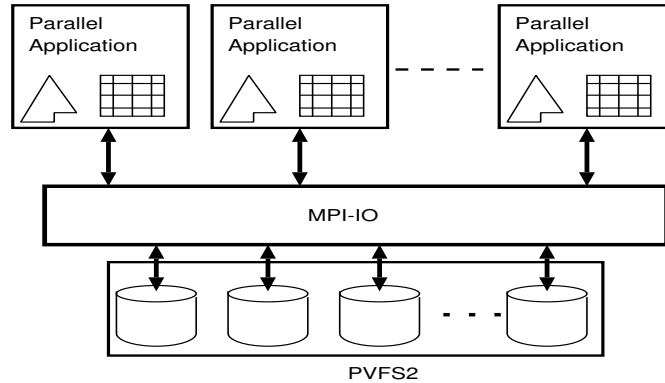 Parallel
Application
Parallel
Application
Parallel
Application
MPI-IO
PVFS2